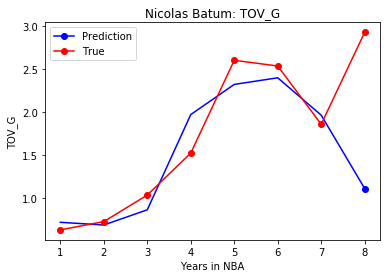 Nicolas Batum: TOV_G
Prediction
True
TOV_G
3.0
2.5
2.0
1.5
1.0
1 2 3 4 5 6 7 8
Years in NBA